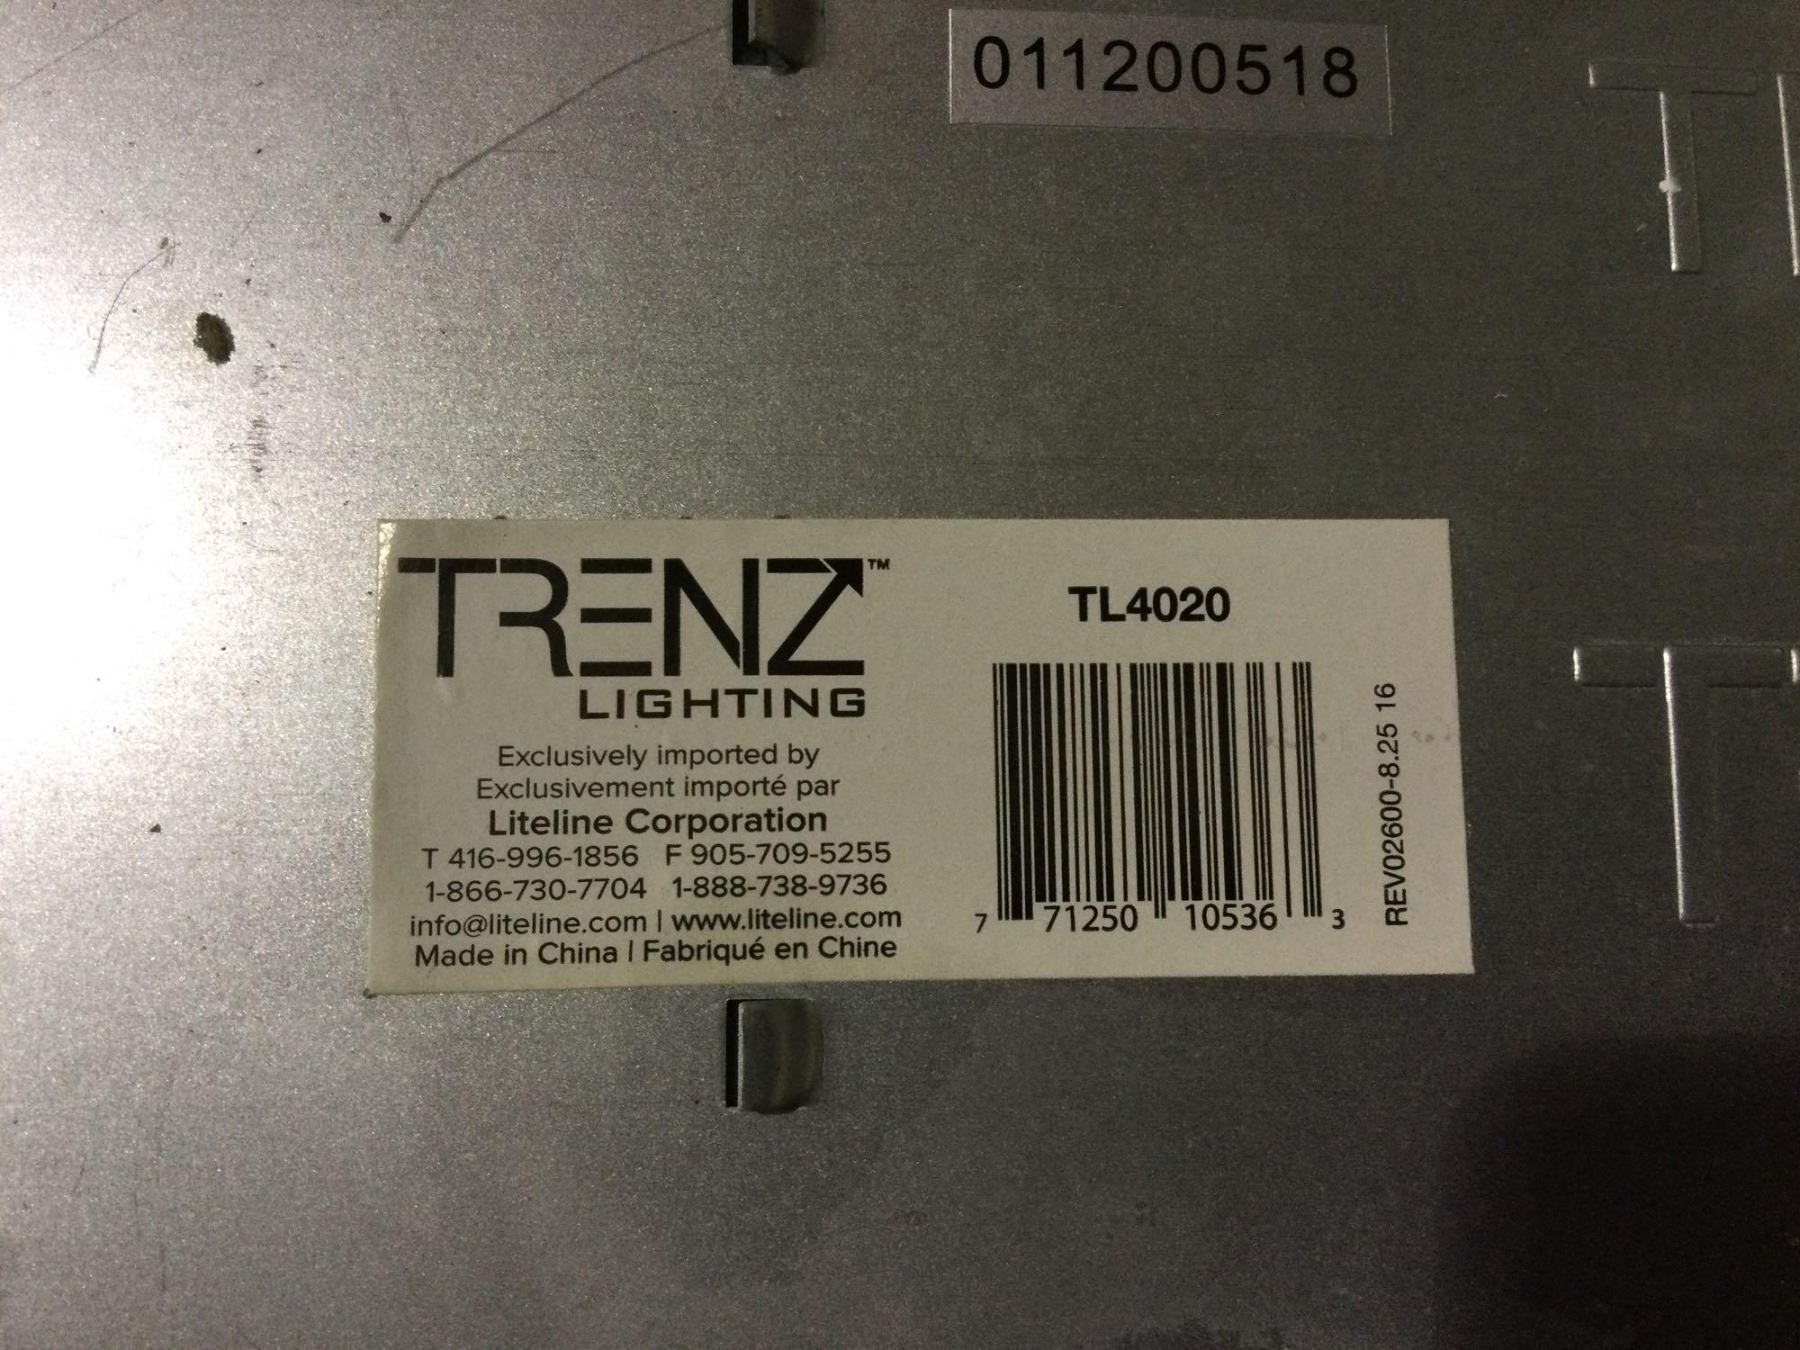 011200518
TRENZ™
LIGHTING
Exclusively imported by
Exclusivement importé par
Liteline Corporation
T 416-996-1856 F 905-709-5255
1-866-730-7704 1-888-738-9736
info@liteline.com | www.liteline.com
Made in China | Fabriqué en Chine
TL4020
7 71250 10536 3
REV02600-8.25 16
T
T